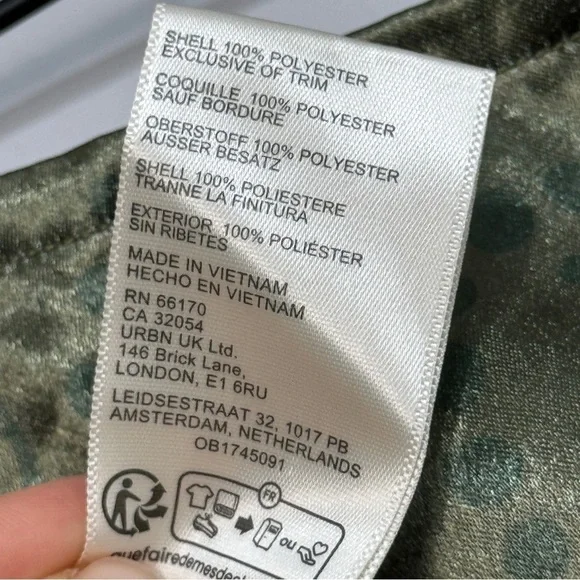 SHELL 100% POLYESTER
EXCLUSIVE OF TRIM
COQUILLE 100% POLYESTER
SAUF BORDURE
OBERSTOFF 100% POLYESTER
AUSSER BESATZ
SHELL 100% POLIESTERE
TRANNE LA FINITURA
EXTERIOR 100% POLIÉSTER
SIN RIBETES
MADE IN VIETNAM
HECHO EN VIETNAM
RN 66170
CA 32054
URBN UK Ltd.
146 Brick Lane,
LONDON, E1 6RU
LEIDSESTRAAT 32, 1017 PB
AMSTERDAM, NETHERLANDS
OB1745091
FR
ou